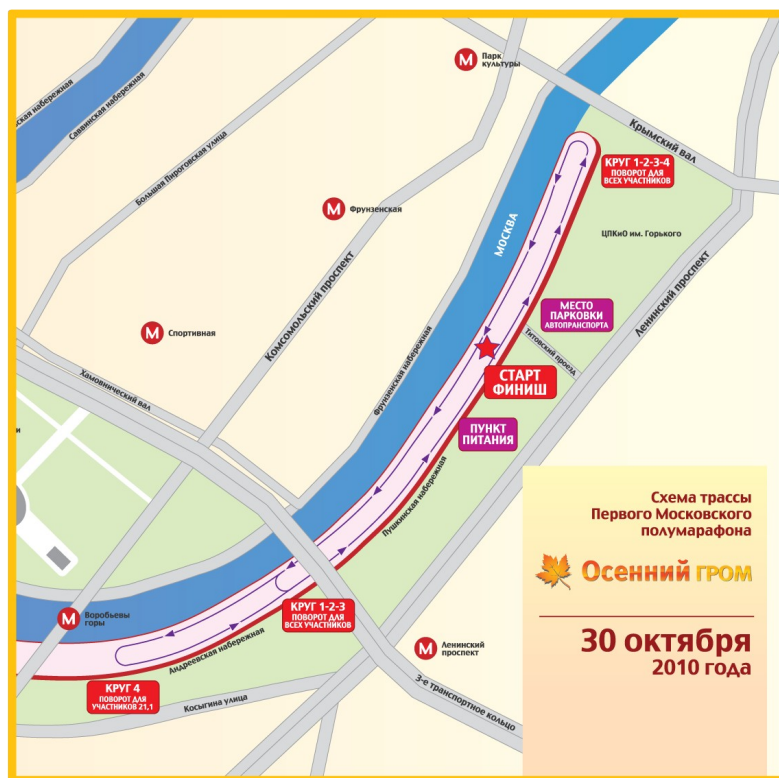 Парк
культуры
ская набережная
Саввинская набережная
Большая Пироговская улица
Крымский вал
КРУГ 1-2-3-4
ПОВОРОТ ДЛЯ
ВСЕХ УЧАСТНИКОВ
Фрунзенская
МОСКВА
ЦПКиО им. Горького
Ленинский проспект
Комсомольский проспект
МЕСТО
ПАРКОВКИ
АВТОТРАНСПОРТА
Спортивная
Титовский проезд
Хамовнический вал
Фрунзенская набережная
СТАРТ
ФИНИШ
ПУНКТ
ПИТАНИЯ
и
Пушкинская набережная
Схема трассы
Первого Московского
полумарафона
Осенний ГРОМ
30 октября
2010 года
КРУГ 1-2-3
ПОВОРОТ ДЛЯ
ВСЕХ УЧАСТНИКОВ
Воробьевы
горы
Андреевская набережная
Ленинский
проспект
КРУГ 4
ПОВОРОТ ДЛЯ
УЧАСТНИКОВ 21,1
Косыгина улица
3-е транспортное кольцо
М
М
М
М
М